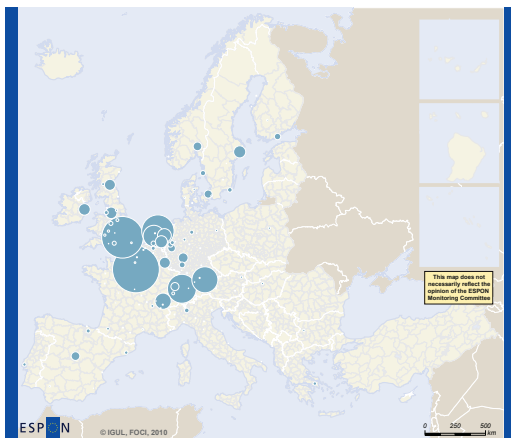 This map does not
necessarily reflect the
opinion of the ESPON
Monitoring Committee
ESPON
© IGUL, FOCI, 2010
0 250 500
km